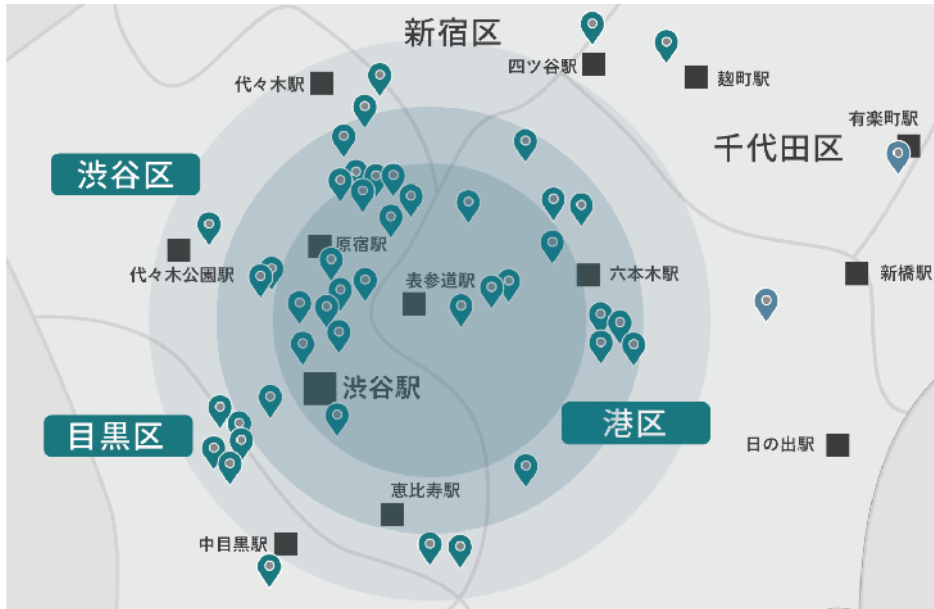 新宿区
四ツ谷駅
代々木駅
麹町駅
有楽町駅
千代田区
渋谷区
原宿駅
代々木公園駅
表参道駅
六本木駅
新橋駅
渋谷駅
目黒区
港区
日の出駅
恵比寿駅
中目黒駅